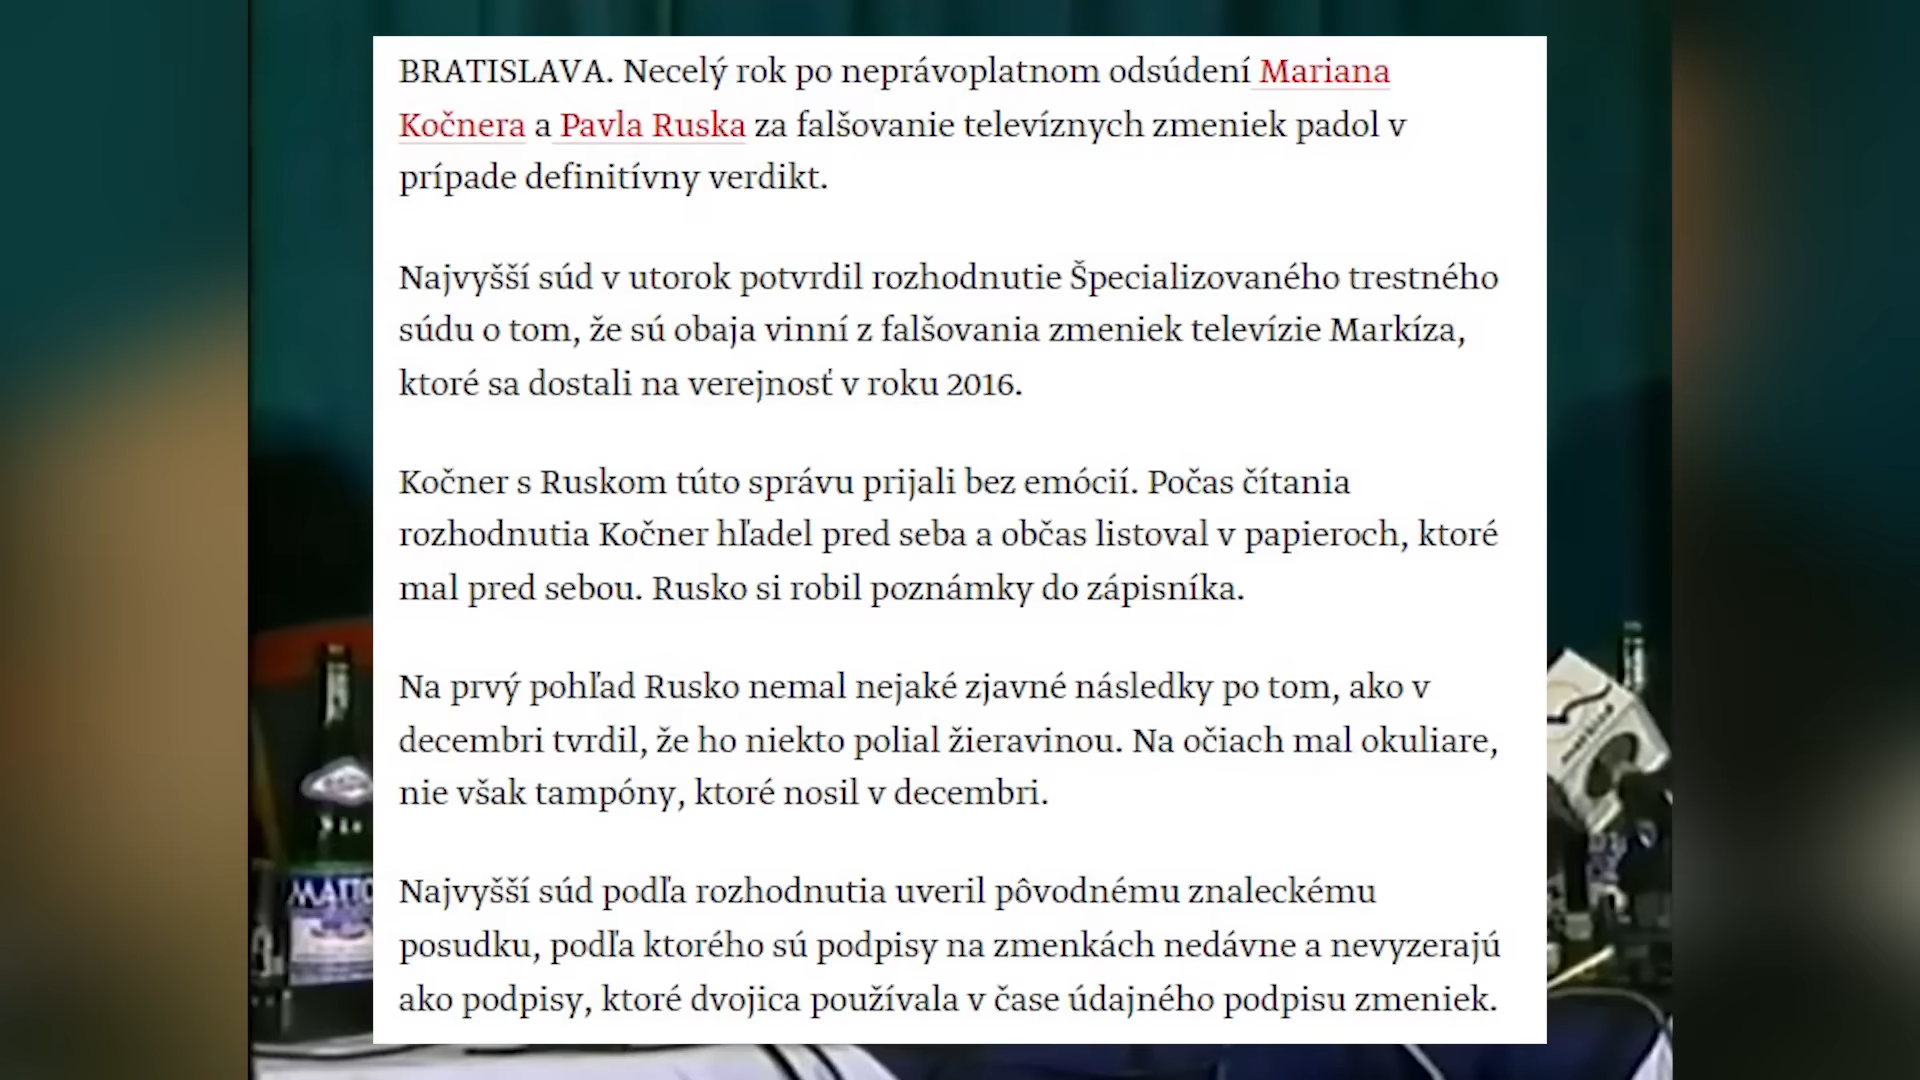 BRATISLAVA. Necelý rok po neprávoplatnom odsúdení Mariana
Kočnera a Pavla Ruska za falšovanie televíznych zmeniek padol v
prípade definitívny verdikt.
Najvyšší súd v utorok potvrdil rozhodnutie Špecializovaného trestného
súdu o tom, že sú obaja vinní z falšovania zmeniek televízie Markíza,
ktoré sa dostali na verejnosť v roku 2016.
Kočner s Ruskom túto správu prijali bez emócií. Počas čítania
rozhodnutia Kočner hľadel pred seba a občas listoval v papieroch, ktoré
mal pred sebou. Rusko si robil poznámky do zápisníka.
Na prvý pohľad Rusko nemal nejaké zjavné následky po tom, ako v
decembri tvrdil, že ho niekto polial žieravinou. Na očiach mal okuliare,
nie však tampóny, ktoré nosil v decembri.
Najvyšší súd podľa rozhodnutia uveril pôvodnému znaleckému
posudku, podľa ktorého sú podpisy na zmenkách nedávne a nevyzerajú
ako podpisy, ktoré dvojica používala v čase údajného podpisu zmeniek.